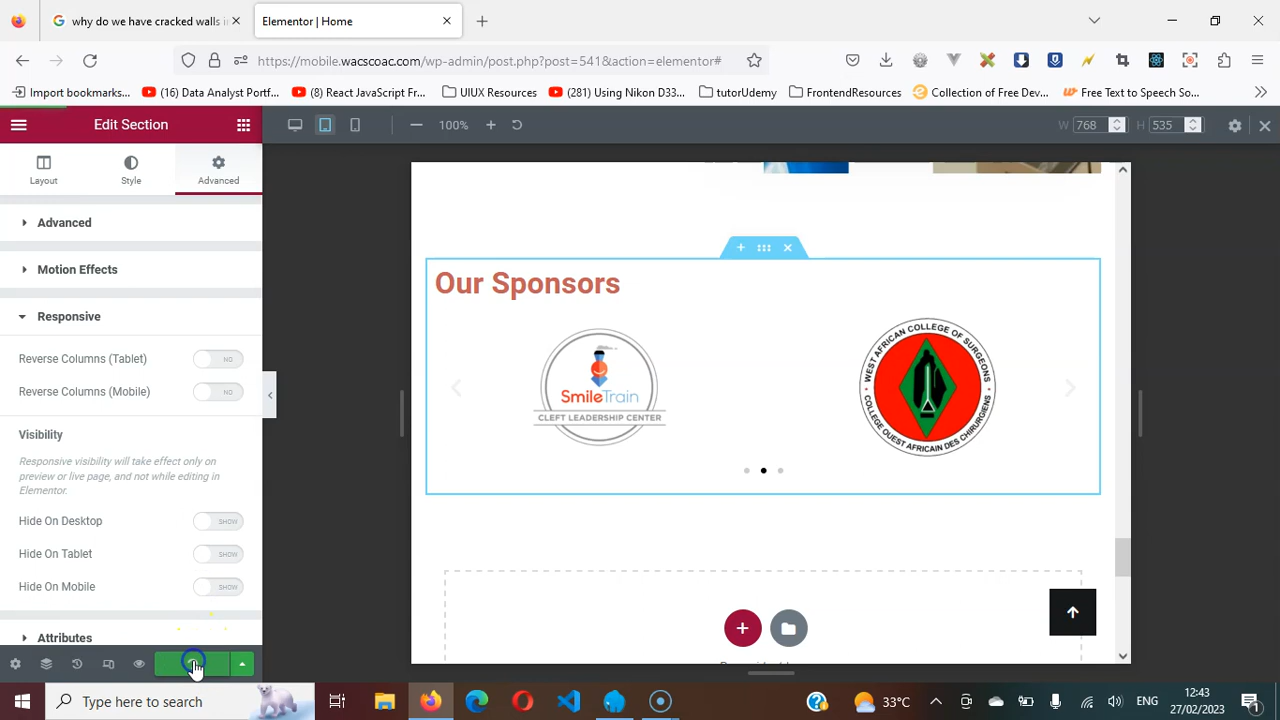 why do we have cracked walls i
Elementor | Home
https://mobile.wcrscoac.com/wp-admin/post.php?post=541&action=elementor#
Import bookmarks...
(16) Data Analyst Portf...
(8) React JavaScript Fr...
UIUX Resources
(281) Using Nikon D33...
tutorUdemy
FrontendResources
Collection of Free Dev...
Free Text to Speech So...
Edit Section
100%
W 768
H 535
Layout
Style
Advanced
Advanced
Motion Effects
Responsive
Reverse Columns (Tablet)
NO
Reverse Columns (Mobile)
NO
Visibility
Responsive visibility will take effect only on
preview or live page, and not while editing in
Elementor.
Hide On Desktop
SHOW
Hide On Tablet
SHOW
Hide On Mobile
SHOW
Attributes
Our Sponsors
SmileTrain
CLEFT LEADERSHIP CENTER
WEST AFRICAN COLLEGE OF SURGEONS
COLLEGE OUEST AFRICAIN DES CHIRURGIENS
Type here to search
33°C
ENG
12:43
27/02/2023
1